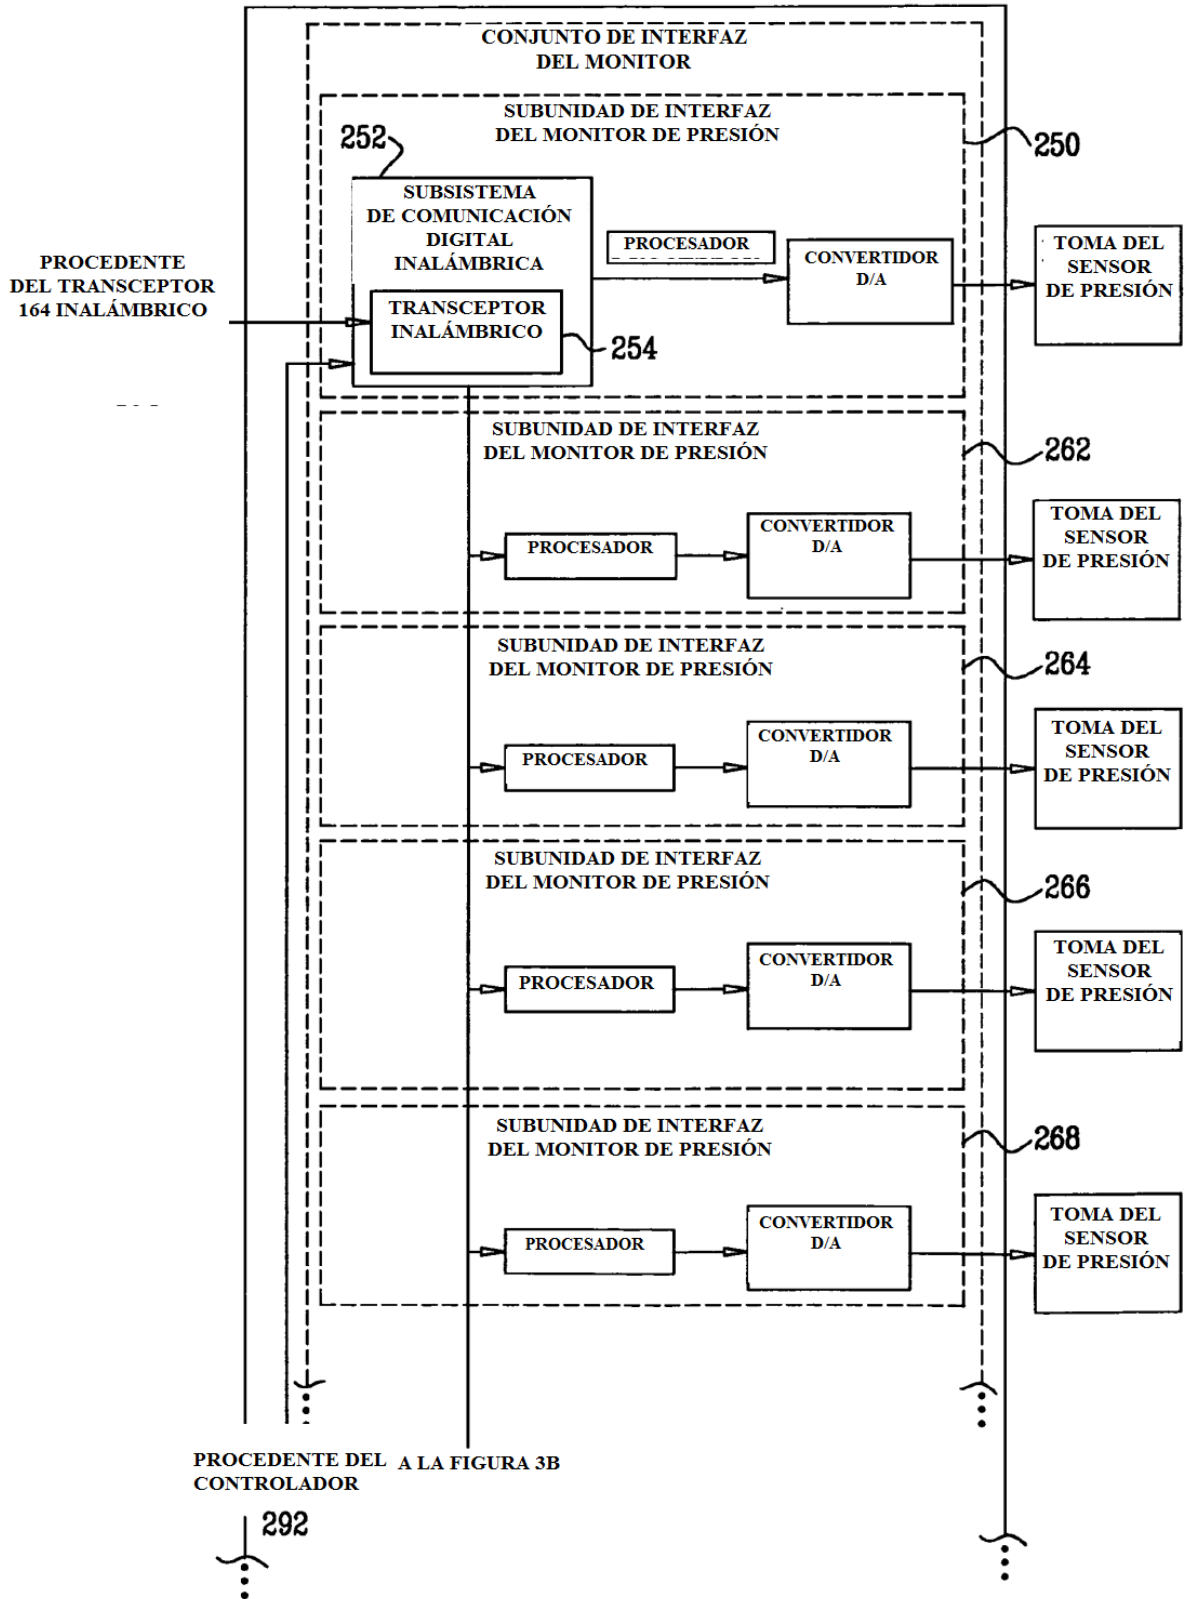 CONJUNTO DE INTERFAZ
DEL MONITOR
SUBUNIDAD DE INTERFAZ
DEL MONITOR DE PRESIÓN
252
250
SUBSISTEMA
DE COMUNICACIÓN
DIGITAL
INALÁMBRICA
PROCESADOR
CONVERTIDOR
D/A
TOMA DEL
SENSOR
DE PRESIÓN
PROCEDENTE
DEL TRANSCEPTOR
164 INALÁMBRICO
TRANSCEPTOR
INALÁMBRICO
254
SUBUNIDAD DE INTERFAZ
DEL MONITOR DE PRESIÓN
262
PROCESADOR
CONVERTIDOR
D/A
TOMA DEL
SENSOR
DE PRESIÓN
SUBUNIDAD DE INTERFAZ
DEL MONITOR DE PRESIÓN
264
PROCESADOR
CONVERTIDOR
D/A
TOMA DEL
SENSOR
DE PRESIÓN
SUBUNIDAD DE INTERFAZ
DEL MONITOR DE PRESIÓN
266
PROCESADOR
CONVERTIDOR
D/A
TOMA DEL
SENSOR
DE PRESIÓN
SUBUNIDAD DE INTERFAZ
DEL MONITOR DE PRESIÓN
268
PROCESADOR
CONVERTIDOR
D/A
TOMA DEL
SENSOR
DE PRESIÓN
PROCEDENTE DEL
CONTROLADOR
292
A LA FIGURA 3B